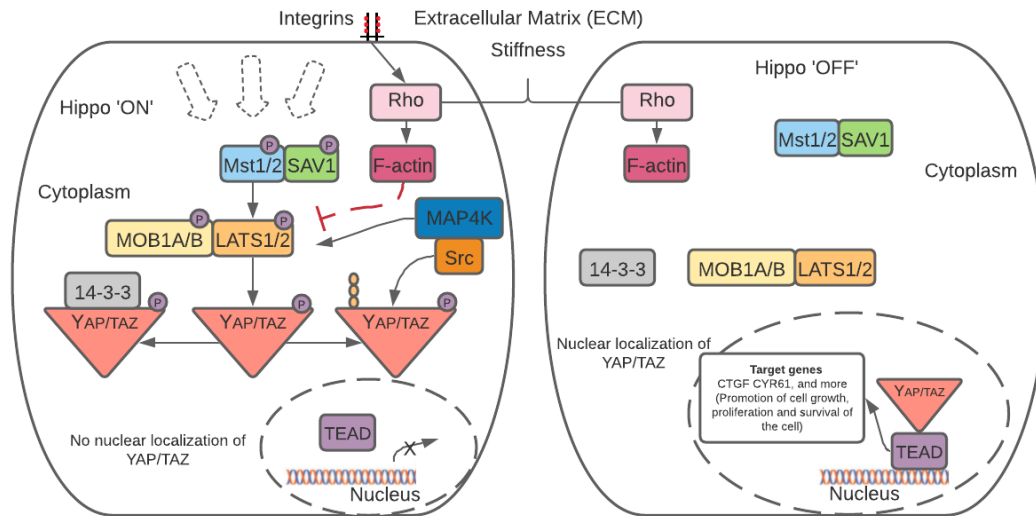 Integrins
Extracellular Matrix (ECM)
Stiffness
Hippo 'ON'
Rho
P
P
Mst1/2
SAV1
F-actin
Cytoplasm
P
P
MOB1A/B
LATS1/2
MAP4K
Src
14-3-3
P
YAP/TAZ
P
YAP/TAZ
P
YAP/TAZ
No nuclear localization of
YAP/TAZ
TEAD
X
Nucleus
Hippo 'OFF'
Rho
Mst1/2
SAV1
F-actin
Cytoplasm
14-3-3
MOB1A/B
LATS1/2
Nuclear localization of
YAP/TAZ
Target genes
CTGF CYR61, and more
(Promotion of cell growth,
proliferation and survival of
the cell)
YAP/TAZ
TEAD
Nucleus